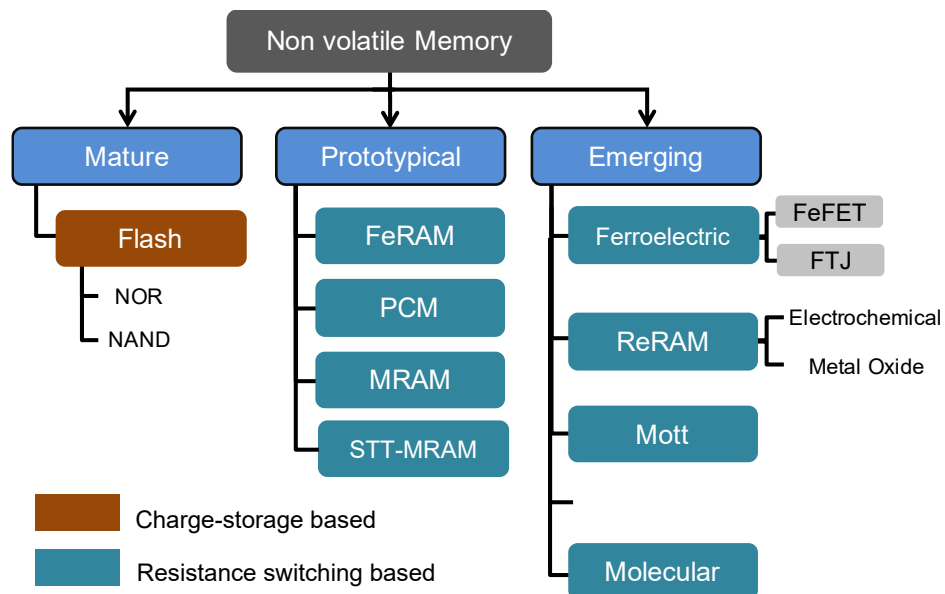 Non volatile Memory
Mature
Prototypical
Emerging
Flash
NOR
NAND
FeRAM
PCM
MRAM
STT-MRAM
Ferroelectric
FeFET
FTJ
ReRAM
Electrochemical
Metal Oxide
Mott
Molecular
Charge-storage based
Resistance switching based